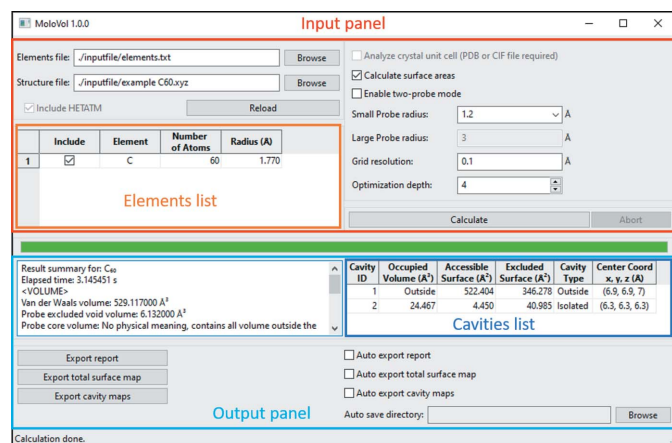 MoloVol 1.0.0
Input panel
Elements file: ./inputfile/elements.txt Browse
Structure file: ./inputfile/example C60.xyz Browse
Include HETATM Reload
Include Element Number of Atoms Radius (Å)
1 C 60 1.770
Elements list
Analyze crystal unit cell (PDB or CIF file required)
Calculate surface areas
Enable two-probe mode
Small Probe radius: 1.2 Å
Large Probe radius: 3 Å
Grid resolution: 0.1 Å
Optimization depth: 4
Calculate Abort
Result summary for: C₆₀
Elapsed time: 3.145451 s
<VOLUME>
Van der Waals volume: 529.117000 Å³
Probe excluded void volume: 6.132000 Å³
Probe core volume: No physical meaning, contains all volume outside the
Cavity ID Occupied Volume (Å³) Accessible Surface (Å²) Excluded Surface (Å²) Cavity Type Center Coord x, y, z (Å)
1 Outside 522.404 346.278 Outside (6.9, 6.9, 7)
2 24.467 4.450 40.985 Isolated (6.3, 6.3, 6.3)
Cavities list
Export report
Export total surface map
Export cavity maps
Output panel
Auto export report
Auto export total surface map
Auto export cavity maps
Auto save directory: Browse
Calculation done.